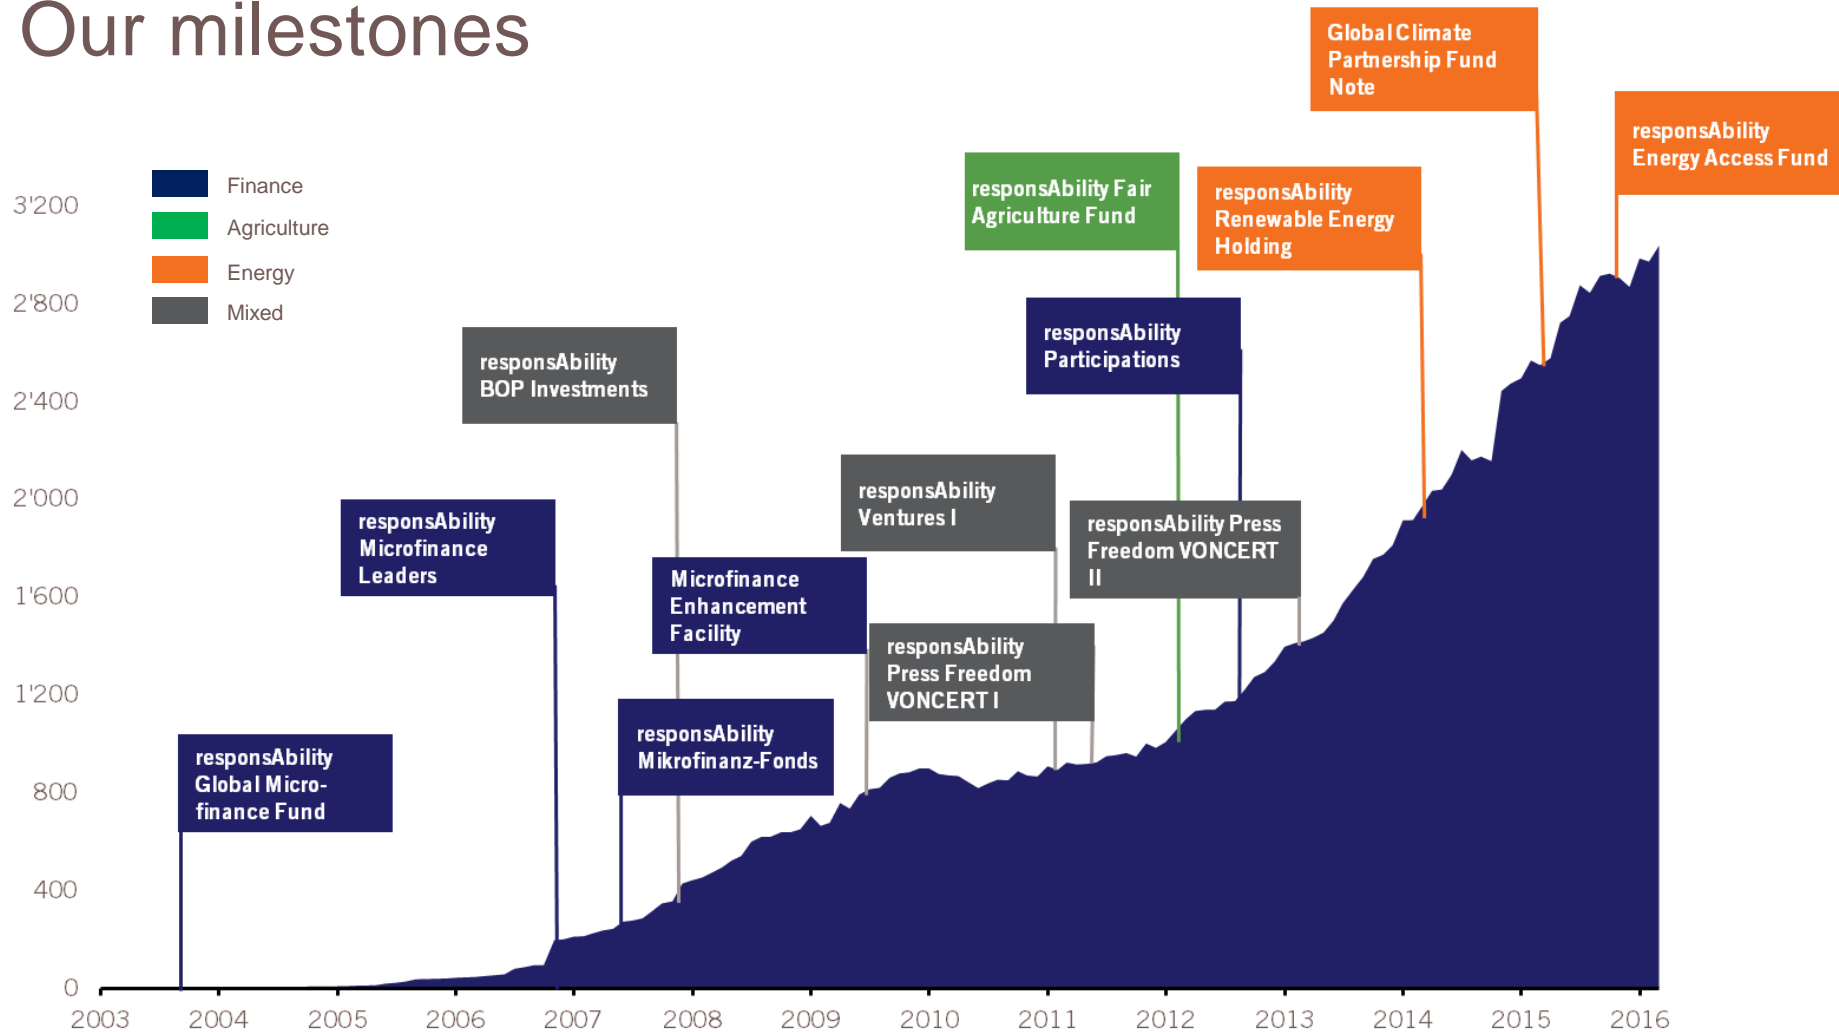 Our milestones
Finance
Agriculture
Energy
Mixed
Global Climate
Partnership Fund
Note
responsAbility
Energy Access Fund
responsAbility Fair
Agriculture Fund
responsAbility
Renewable Energy
Holding
responsAbility
Participations
responsAbility
BOP Investments
responsAbility
Ventures I
responsAbility Press
Freedom VONCERT
II
responsAbility
Microfinance
Leaders
Microfinance
Enhancement
Facility
responsAbility
Press Freedom
VONCERT I
responsAbility
Mikrofinanz-Fonds
responsAbility
Global Micro-
finance Fund
3'200
2'800
2'400
2'000
1'600
1'200
800
400
0
2003 2004 2005 2006 2007 2008 2009 2010 2011 2012 2013 2014 2015 2016